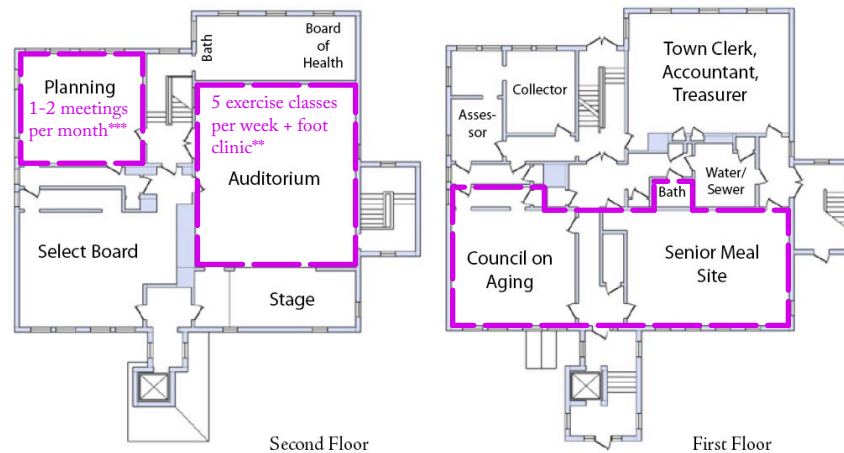 Bath
Board
of
Health
Planning
1-2 meetings
per month***
5 exercise classes
per week + foot
clinic**
Auditorium
Select Board
Stage
Second Floor
Town Clerk,
Accountant,
Treasurer
Collector
Asses-
sor
Water/
Sewer
Bath
Council on
Aging
Senior Meal
Site
First Floor